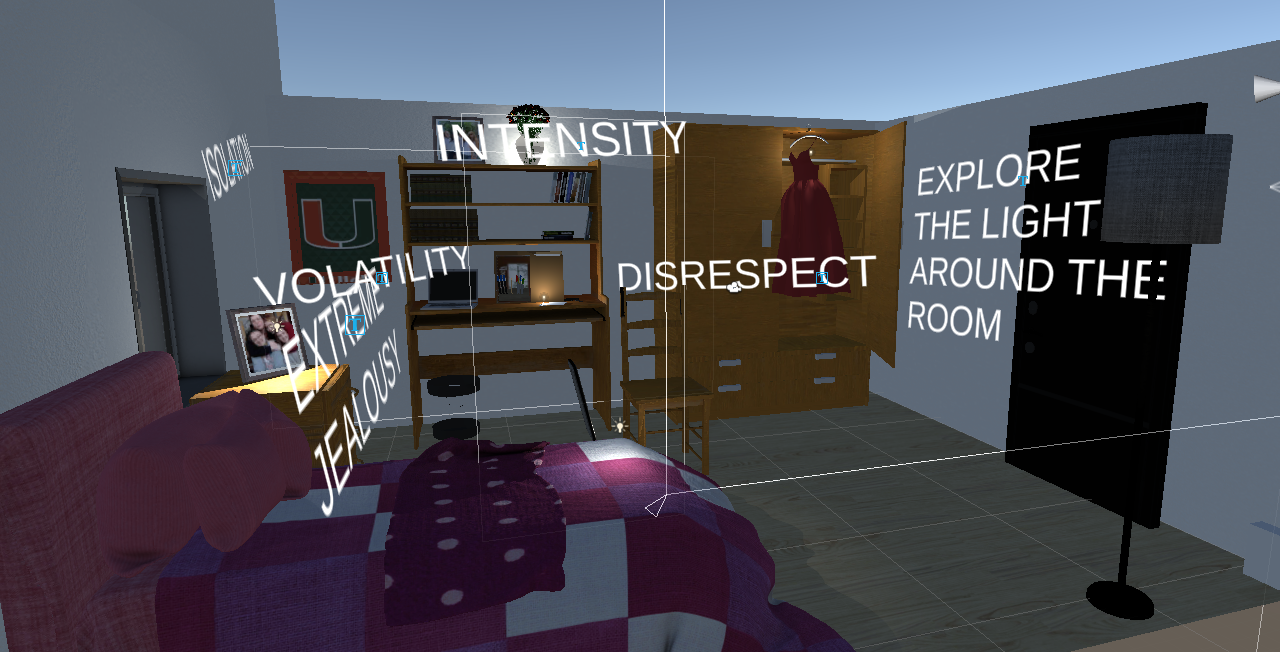 ISOLATION
INTENSITY
U
VOLATILITY
EXTREME
JEALOUSY
DISRESPECT
EXPLORE
THE LIGHT
AROUND THE
ROOM